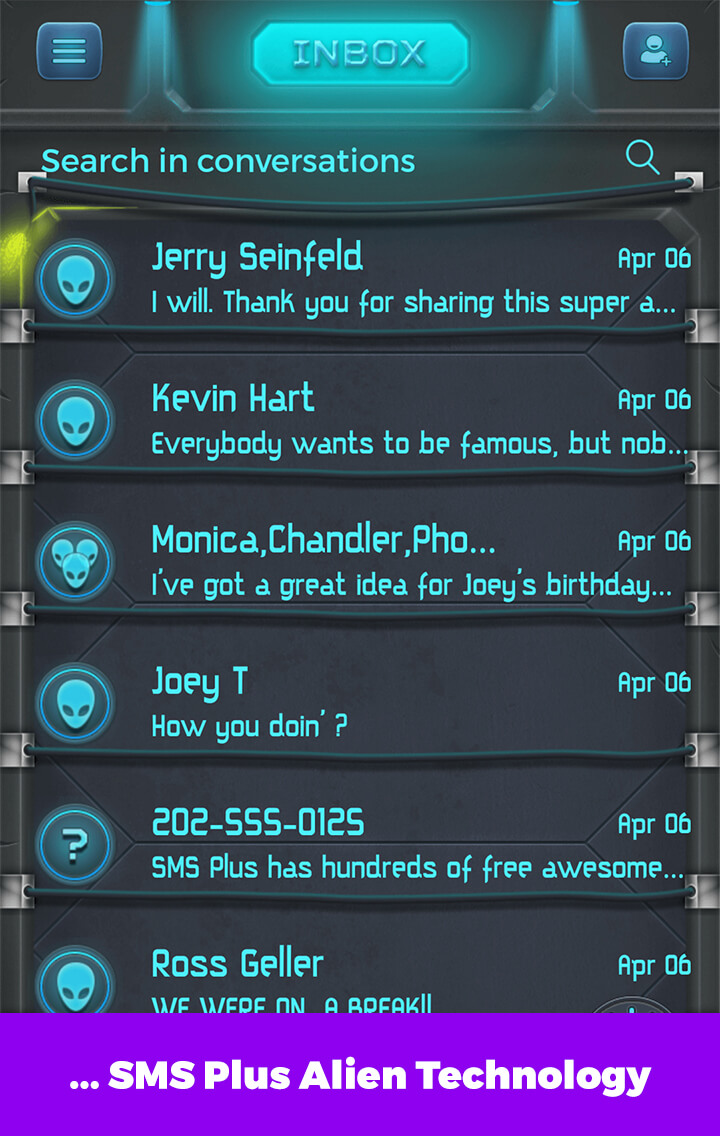 INBOX
Search in conversations
Jerry Seinfeld Apr 06
I will. Thank you for sharing this super a...
Kevin Hart Apr 06
Everybody wants to be famous, but nob...
Monica,Chandler,Pho... Apr 06
I've got a great idea for Joey's birthday...
Joey T Apr 06
How you doin' ?
202-555-0125 Apr 06
SMS Plus has hundreds of free awesome...
Ross Geller Apr 06
WE WERE ON A BREAK!!
... SMS Plus Alien Technology